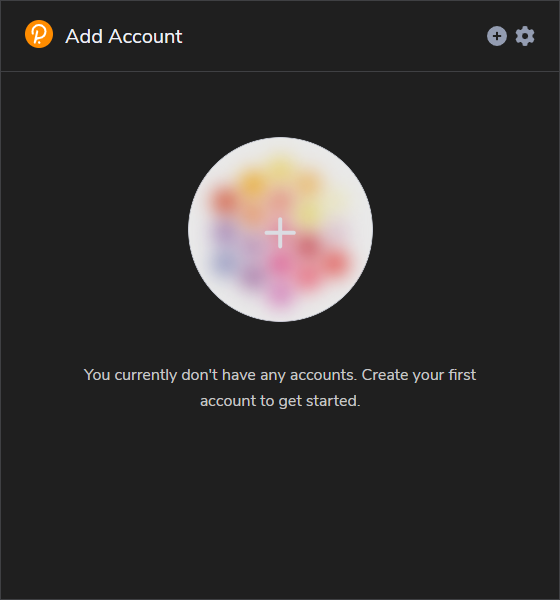 Add Account
You currently don't have any accounts. Create your first
account to get started.